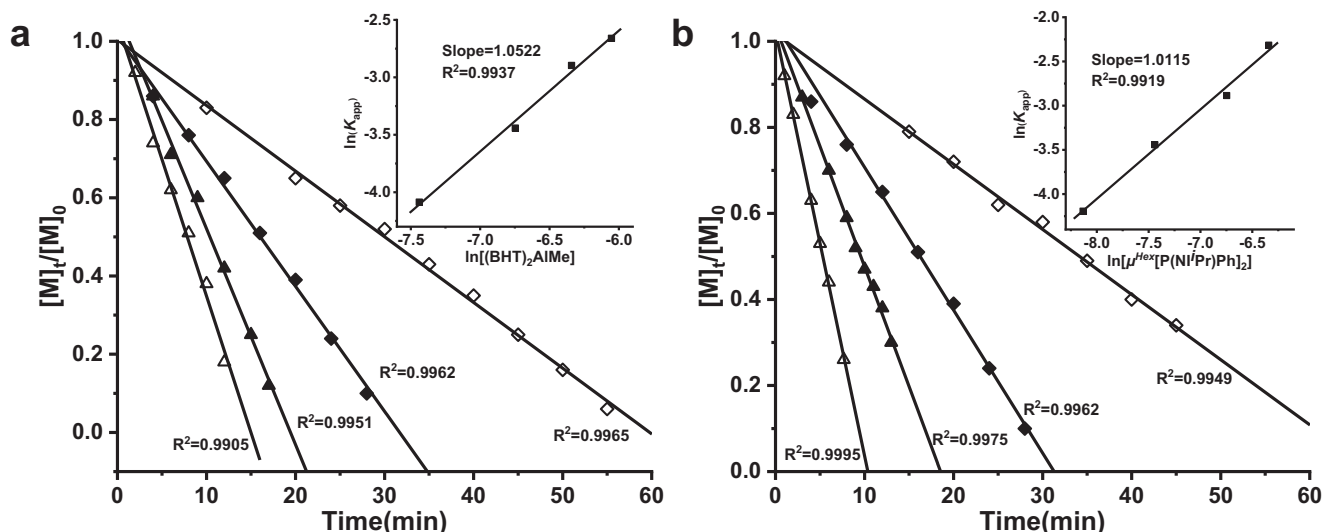 a
[M]t/[M]0
1.0
0.8
0.6
0.4
0.2
0.0
0 10 20 30 40 50 60
Time(min)
R²=0.9905
R²=0.9951
R²=0.9962
R²=0.9965
Slope=1.0522
R²=0.9937
ln(Kapp)
-2.5
-3.0
-3.5
-4.0
-7.5 -7.0 -6.5 -6.0
ln[(BHT)2AlMe]
b
[M]t/[M]0
1.0
0.8
0.6
0.4
0.2
0.0
0 10 20 30 40 50 60
Time(min)
R²=0.9995
R²=0.9975
R²=0.9962
R²=0.9949
Slope=1.0115
R²=0.9919
ln(Kapp)
-2.0
-2.5
-3.0
-3.5
-4.0
-8.0 -7.5 -7.0 -6.5
ln[μHex[P(NIiPr)Ph]2]